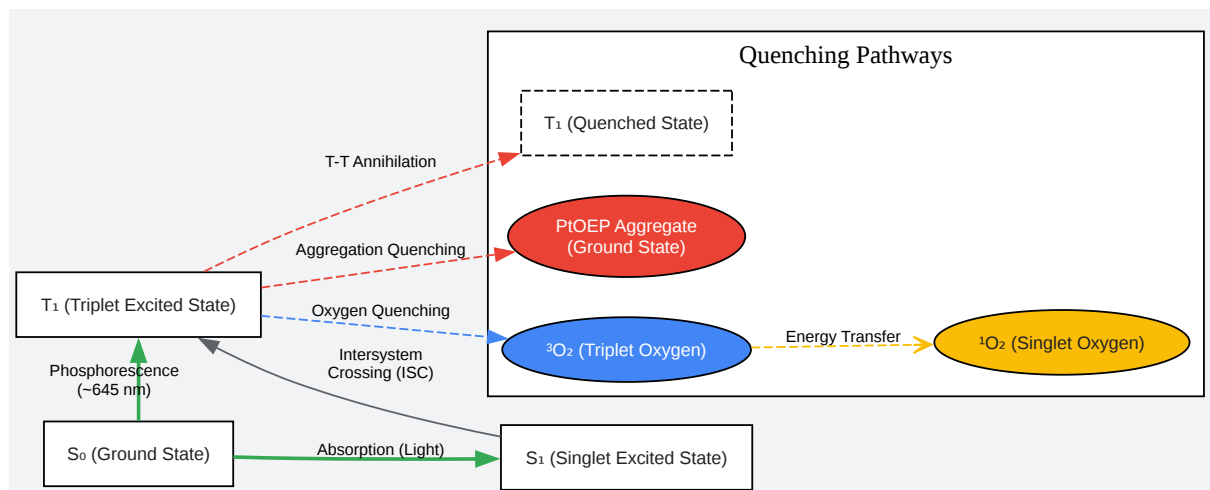 Quenching Pathways
T₁ (Quenched State)
T-T Annihilation
PtOEP Aggregate
(Ground State)
Aggregation Quenching
T₁ (Triplet Excited State)
Oxygen Quenching
³O₂ (Triplet Oxygen)
Energy Transfer
¹O₂ (Singlet Oxygen)
Intersystem
Crossing (ISC)
Phosphorescence
(~645 nm)
S₀ (Ground State)
Absorption (Light)
S₁ (Singlet Excited State)